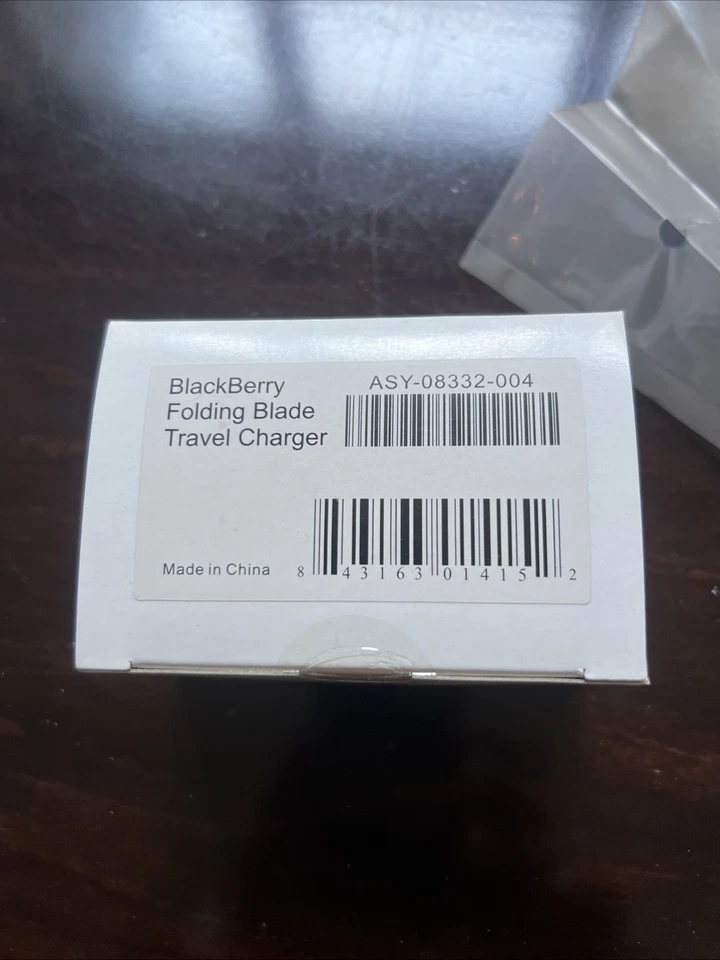 BlackBerry
Folding Blade
Travel Charger
ASY-08332-004
Made in China
8 43163 01415 2